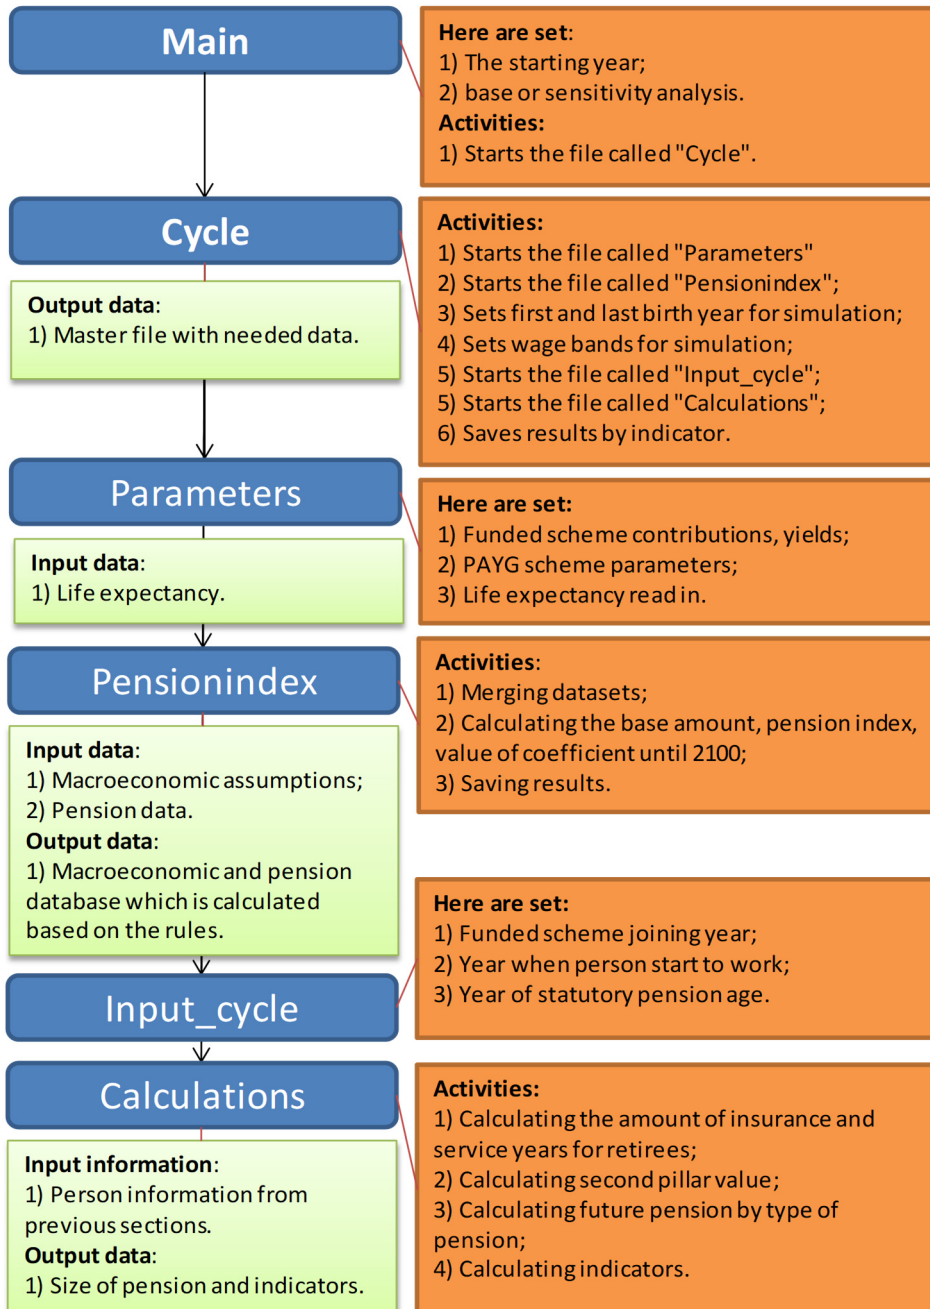 Main
Here are set:
1) The starting year;
2) base or sensitivity analysis.
Activities:
1) Starts the file called "Cycle".
Cycle
Output data:
1) Master file with needed data.
Activities:
1) Starts the file called "Parameters"
2) Starts the file called "Pensionindex";
3) Sets first and last birth year for simulation;
4) Sets wage bands for simulation;
5) Starts the file called "Input_cycle";
5) Starts the file called "Calculations";
6) Saves results by indicator.
Parameters
Input data:
1) Life expectancy.
Here are set:
1) Funded scheme contributions, yields;
2) PAYG scheme parameters;
3) Life expectancy read in.
Pensionindex
Input data:
1) Macroeconomic assumptions;
2) Pension data.
Output data:
1) Macroeconomic and pension
database which is calculated
based on the rules.
Activities:
1) Merging datasets;
2) Calculating the base amount, pension index,
value of coefficient until 2100;
3) Saving results.
Input_cycle
Here are set:
1) Funded scheme joining year;
2) Year when person start to work;
3) Year of statutory pension age.
Calculations
Input information:
1) Person information from
previous sections.
Output data:
1) Size of pension and indicators.
Activities:
1) Calculating the amount of insurance and
service years for retirees;
2) Calculating second pillar value;
3) Calculating future pension by type of
pension;
4) Calculating indicators.